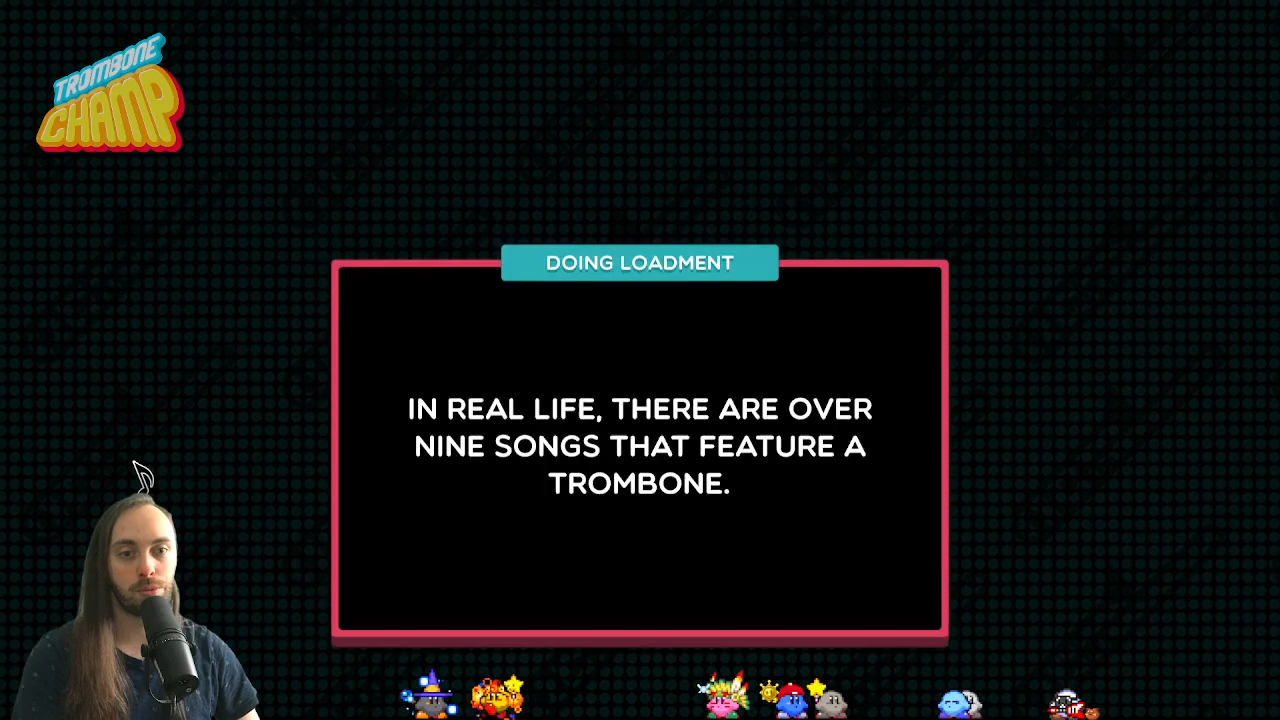 TROMBONE
CHAMP
DOING LOADMENT
IN REAL LIFE, THERE ARE OVER
NINE SONGS THAT FEATURE A
TROMBONE.